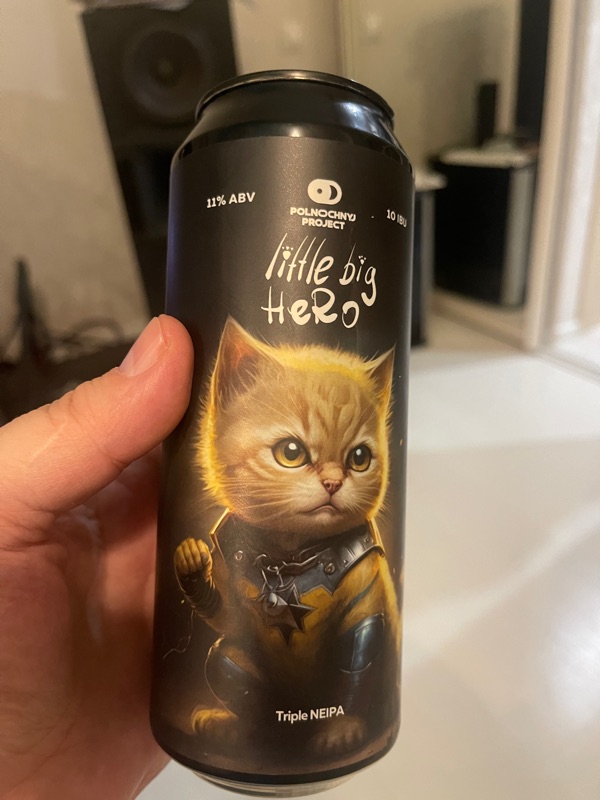 11% ABV
POLNOCHNYJ
PROJECT
10 IBU
little big
HeRo
Triple NEIPA